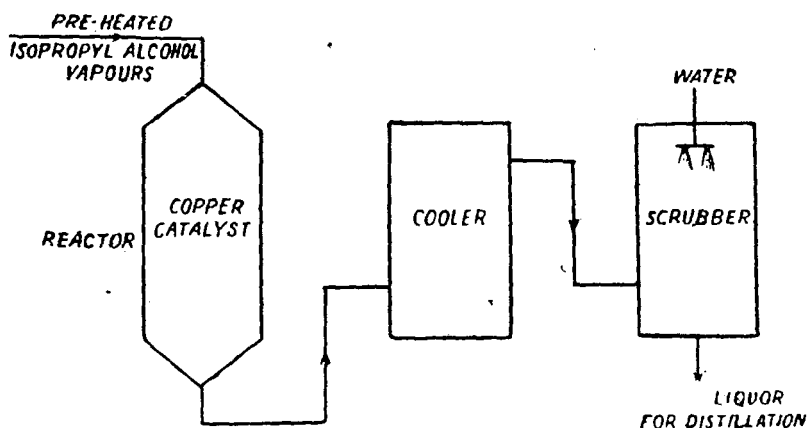 PRE-HEATED
ISOPROPYL ALCOHOL
VAPOURS
REACTOR
COPPER
CATALYST
COOLER
WATER
SCRUBBER
LIQUOR
FOR DISTILLATION